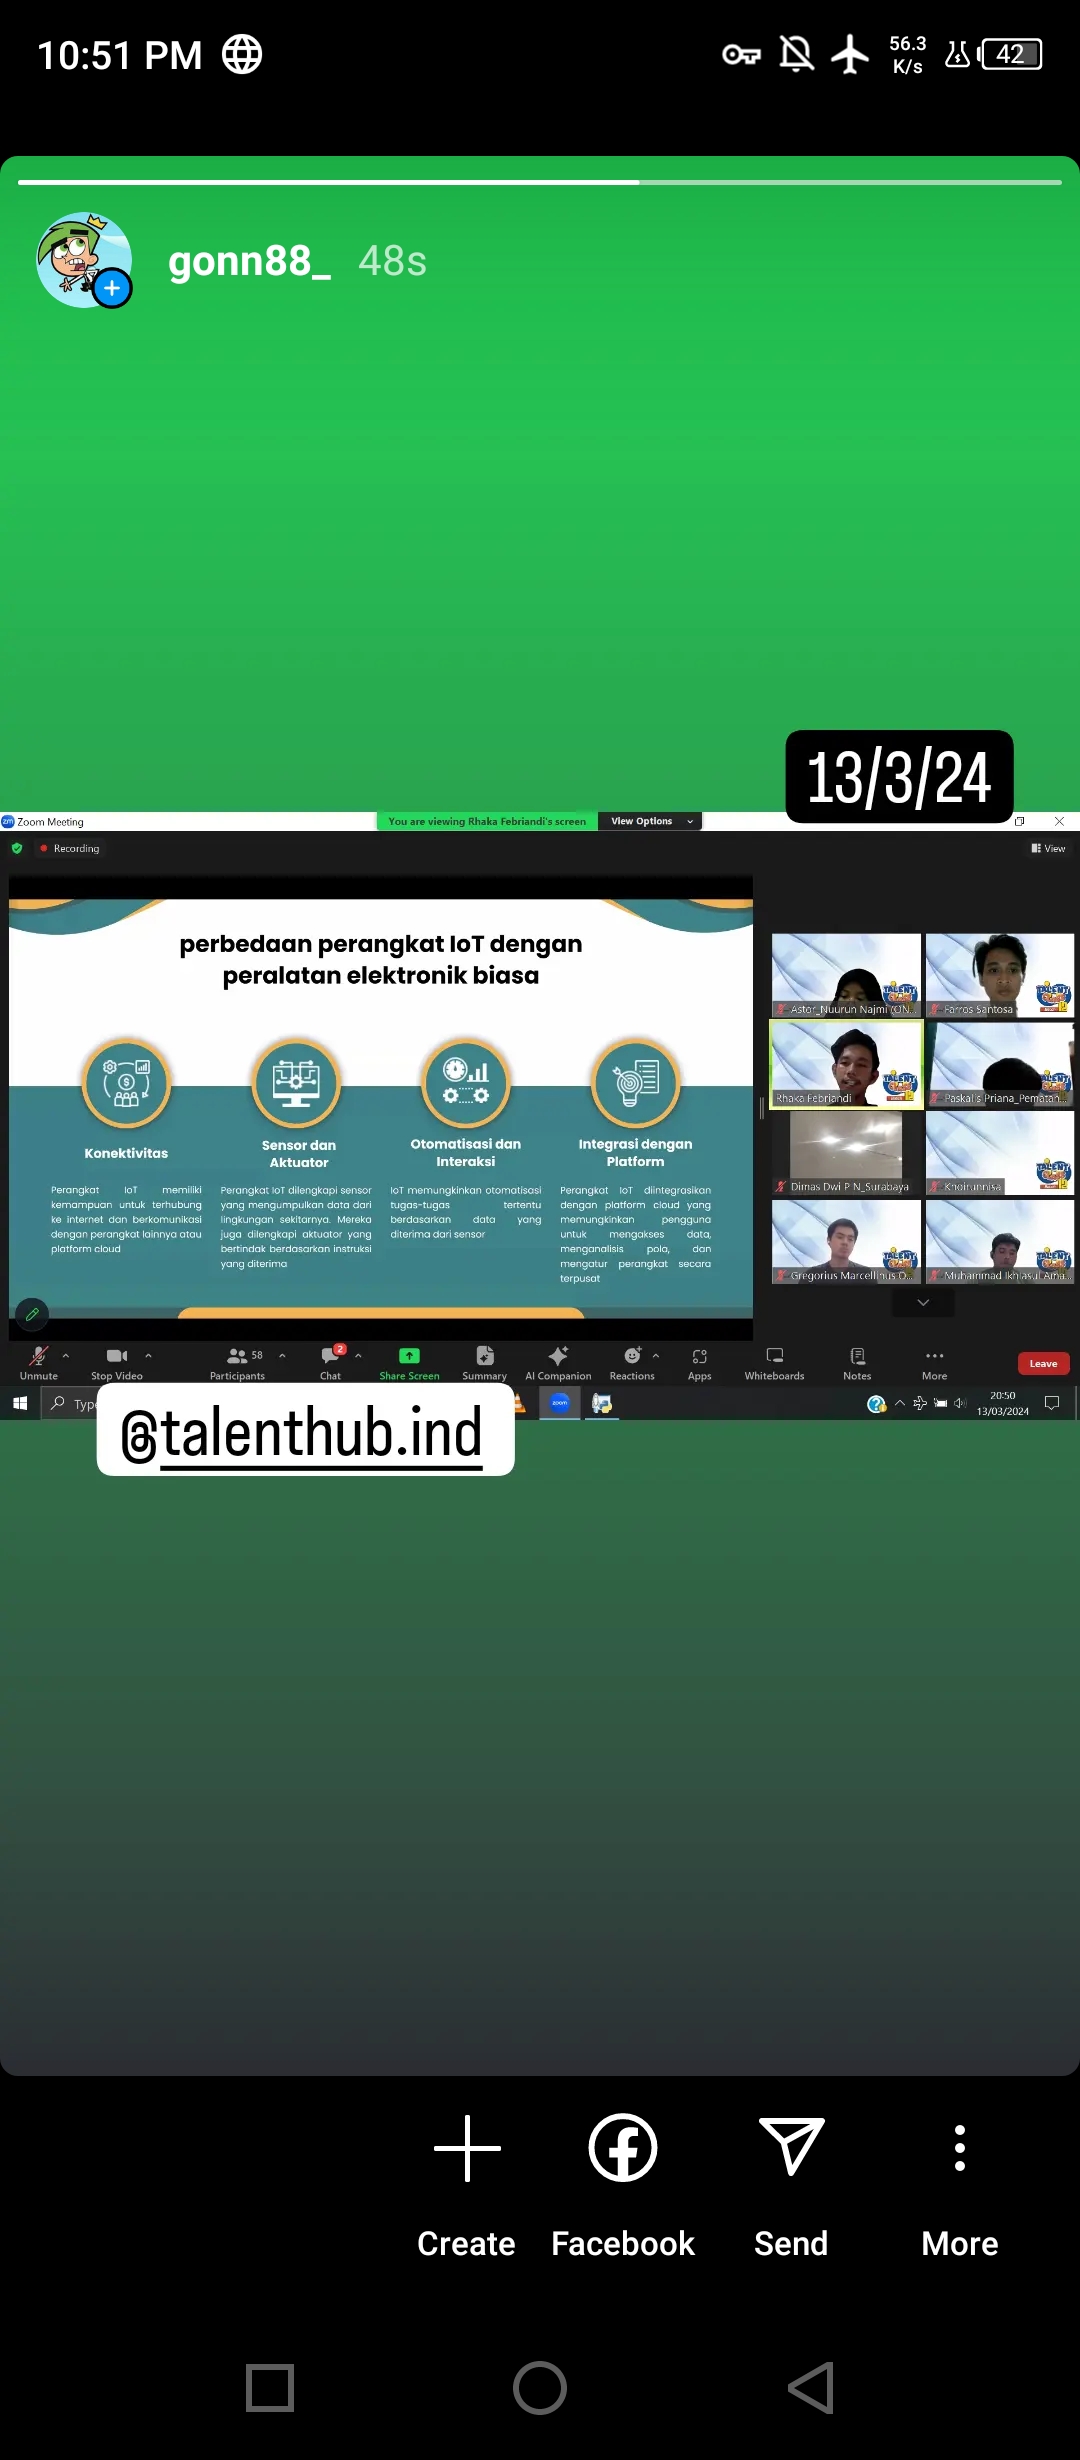 10:51 PM
56.3
K/s
42
gonn88_ 48s
13/3/24
zm Zoom Meeting
You are viewing Rhaka Febriandi's screen
View Options
Recording
View
perbedaan perangkat IoT dengan
peralatan elektronik biasa
Konektivitas
Perangkat IoT memiliki
kemampuan untuk terhubung
ke internet dan berkomunikasi
dengan perangkat lainnya atau
platform cloud
Sensor dan
Aktuator
Perangkat IoT dilengkapi sensor
yang mengumpulkan data dari
lingkungan sekitarnya. Mereka
juga dilengkapi aktuator yang
bertindak berdasarkan instruksi
yang diterima
Otomatisasi dan
Interaksi
IoT memungkinkan otomatisasi
tugas-tugas tertentu
berdasarkan data yang
diterima dari sensor
Integrasi dengan
Platform
Perangkat IoT diintegrasikan
dengan platform cloud yang
memungkinkan pengguna
untuk mengakses data,
menganalisis pola, dan
mengatur perangkat secara
terpusat
Astor_Nuurun Najmi (ON...
Farros Santosa
Rhaka Febriandi
Paskalis Priana_Pematan...
Dimas Dwi P N_Surabaya
Khoirunnisa
Gregorius Marcellinus O...
Muhammad Ikhlasul Ama...
TALENT
Unmute
Stop Video
58
Participants
2
Chat
Share Screen
Summary
AI Companion
Reactions
Apps
Whiteboards
Notes
More
Leave
Type
zoom
20:50
13/03/2024
@talenthub.ind
Create
Facebook
Send
More